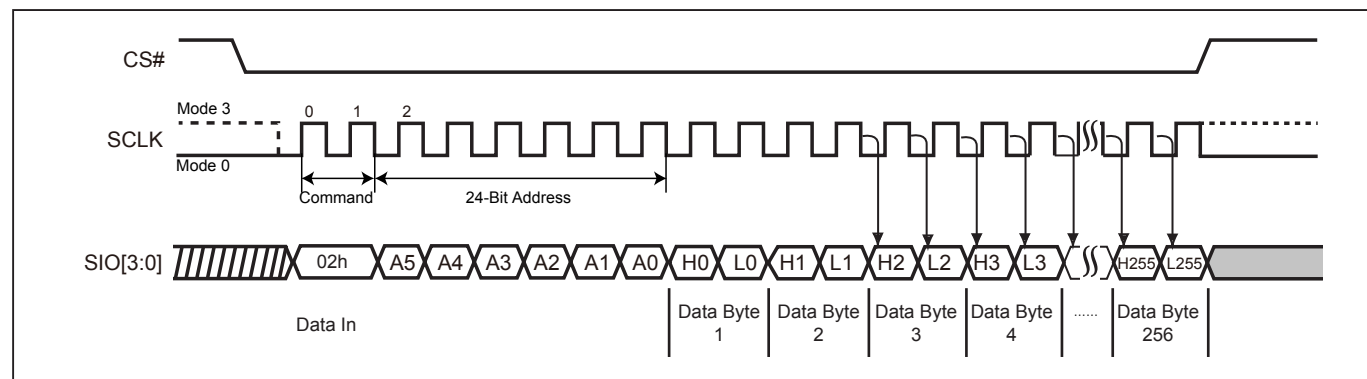 CS#
Mode 3
0 1 2
SCLK
Mode 0
Command
24-Bit Address
SIO[3:0]
02h A5 A4 A3 A2 A1 A0 H0 L0 H1 L1 H2 L2 H3 L3 H255 L255
Data In
Data Byte 1
Data Byte 2
Data Byte 3
Data Byte 4
......
Data Byte 256